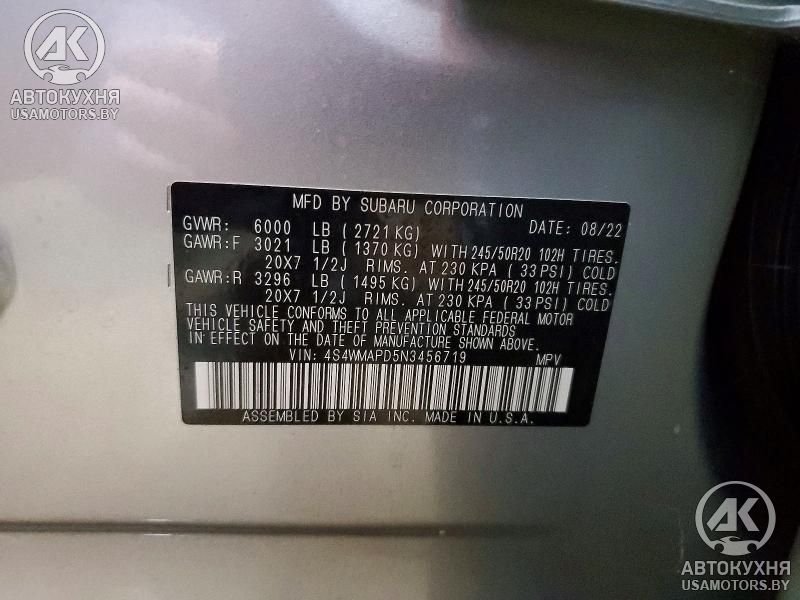 AK
АВТОКУХНЯ
USAMOTORS.BY
MFD BY SUBARU CORPORATION
GVWR: 6000 LB ( 2721 KG) DATE: 08/22
GAWR:F 3021 LB ( 1370 KG) WITH 245/50R20 102H TIRES.
20X7 1/2J RIMS. AT 230 KPA ( 33 PSI) COLD
GAWR:R 3296 LB ( 1495 KG) WITH 245/50R20 102H TIRES.
20X7 1/2J RIMS. AT 230 KPA ( 33 PSI) COLD
THIS VEHICLE CONFORMS TO ALL APPLICABLE FEDERAL MOTOR
VEHICLE SAFETY AND THEFT PREVENTION STANDARDS
IN EFFECT ON THE DATE OF MANUFACTURE SHOWN ABOVE.
VIN: 4S4WMAPD5N3456719 MPV
ASSEMBLED BY SIA INC. MADE IN U.S.A.
AK
АВТОКУХНЯ
USAMOTORS.BY